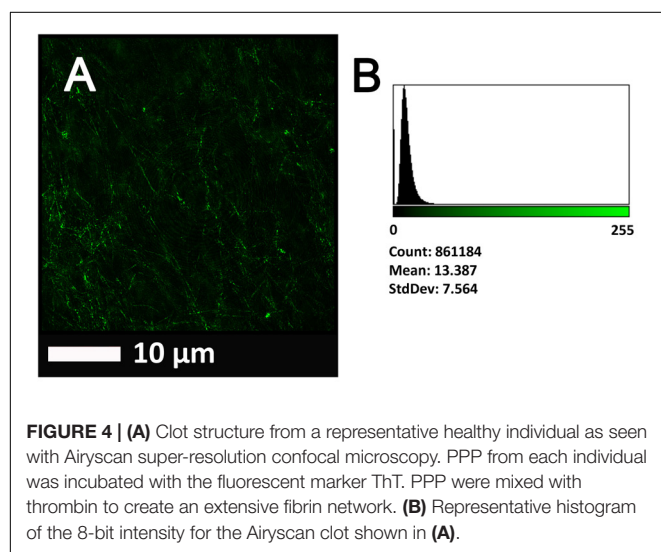 A
B
0 255
Count: 861184
Mean: 13.387
StdDev: 7.564
10 µm
FIGURE 4 | (A) Clot structure from a representative healthy individual as seen
with Airyscan super-resolution confocal microscopy. PPP from each individual
was incubated with the fluorescent marker ThT. PPP were mixed with
thrombin to create an extensive fibrin network. (B) Representative histogram
of the 8-bit intensity for the Airyscan clot shown in (A).